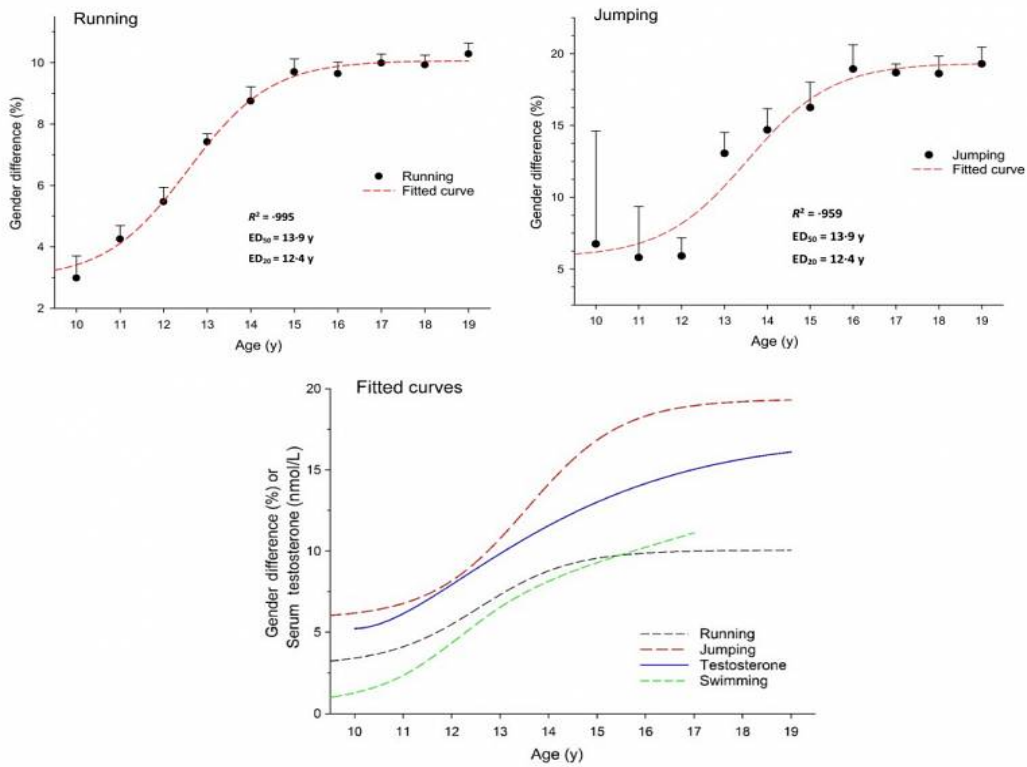 Running
Gender difference (%)
10
8
6
4
2
Running
Fitted curve
R² = ·995
ED₅₀ = 13·9 y
ED₂₀ = 12·4 y
10 11 12 13 14 15 16 17 18 19
Age (y)
Jumping
Gender difference (%)
20
15
10
5
Jumping
Fitted curve
R² = ·959
ED₅₀ = 13·9 y
ED₂₀ = 12·4 y
10 11 12 13 14 15 16 17 18 19
Age (y)
Fitted curves
Gender difference (%) or
Serum testosterone (nmol/L)
20
15
10
5
0
Running
Jumping
Testosterone
Swimming
10 11 12 13 14 15 16 17 18 19
Age (y)